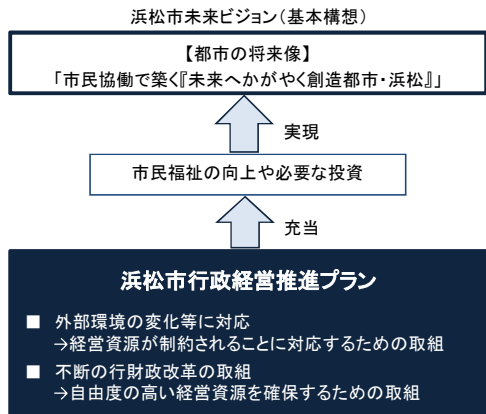 浜松市未来ビジョン(基本構想)
【都市の将来像】
「市民協働で築く『未来へかがやく創造都市・浜松』」
実現
市民福祉の向上や必要な投資
充当
浜松市行政経営推進プラン
■ 外部環境の変化等に対応
→経営資源が制約されることに対応するための取組
■ 不断の行財政改革の取組
→自由度の高い経営資源を確保するための取組